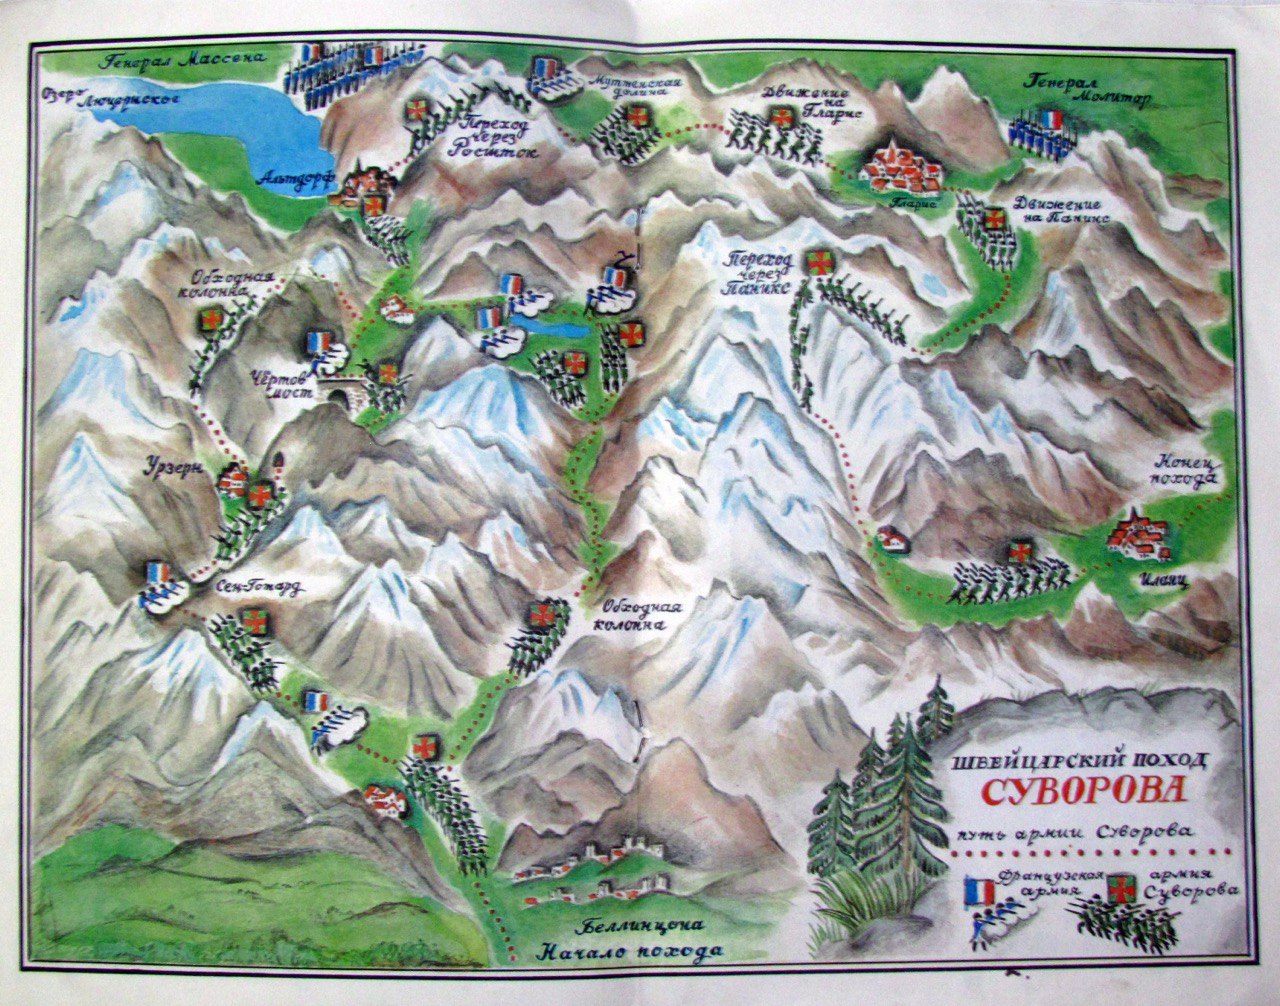 Генерал Массена
Озеро Люцернское
Альтдорф
Переход
через
Росшток
Муттенская
долина
Движение
на
Гларис
Генерал
Молитар
Гларис
Движение
на Паникс
Переход
через
Паникс
Обходная
колонна
Чёртов
мост
Урзерн
Сен-Готард
Обходная
колонна
Конец
похода
Иланц
Беллинцона
Начало похода
ШВЕЙЦАРСКИЙ ПОХОД
СУВОРОВА
путь армии Суворова
Французская
армия
армия
Суворова